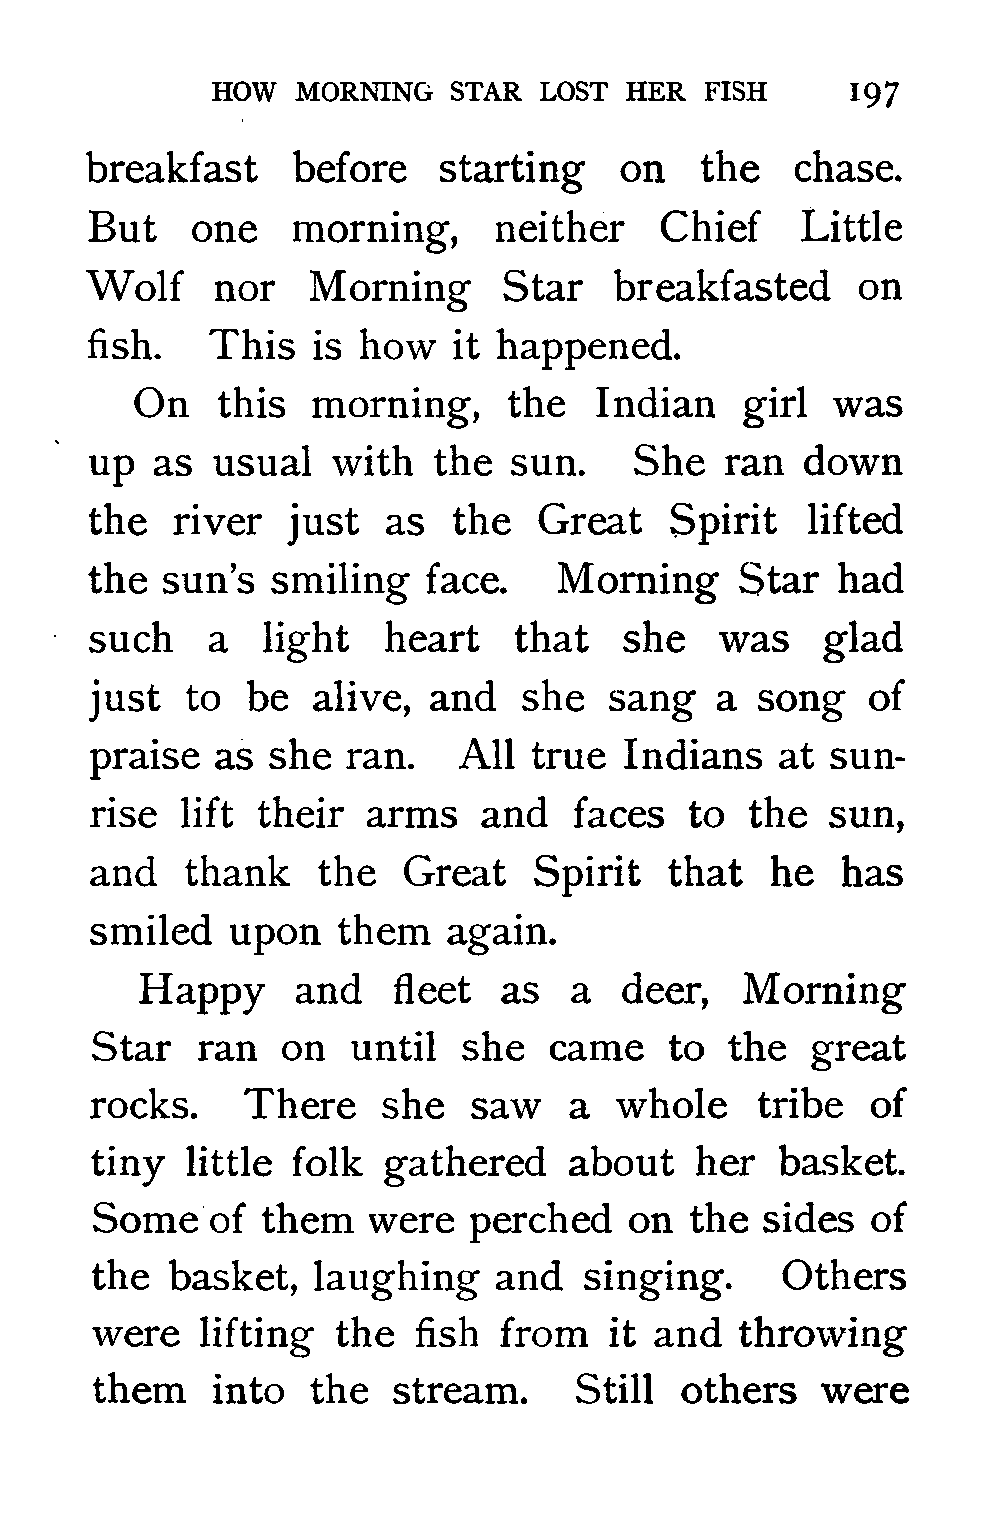 HOW MORNING STAR LOST HER FISH 197
breakfast before starting on the chase.
But one morning, neither Chief Little
Wolf nor Morning Star breakfasted on
fish. This is how it happened.
On this morning, the Indian girl was
up as usual with the sun. She ran down
the river just as the Great Spirit lifted
the sun's smiling face. Morning Star had
such a light heart that she was glad
just to be alive, and she sang a song of
praise as she ran. All true Indians at sun-
rise lift their arms and faces to the sun,
and thank the Great Spirit that he has
smiled upon them again.
Happy and fleet as a deer, Morning
Star ran on until she came to the great
rocks. There she saw a whole tribe of
tiny little folk gathered about her basket.
Some of them were perched on the sides of
the basket, laughing and singing. Others
were lifting the fish from it and throwing
them into the stream. Still others were